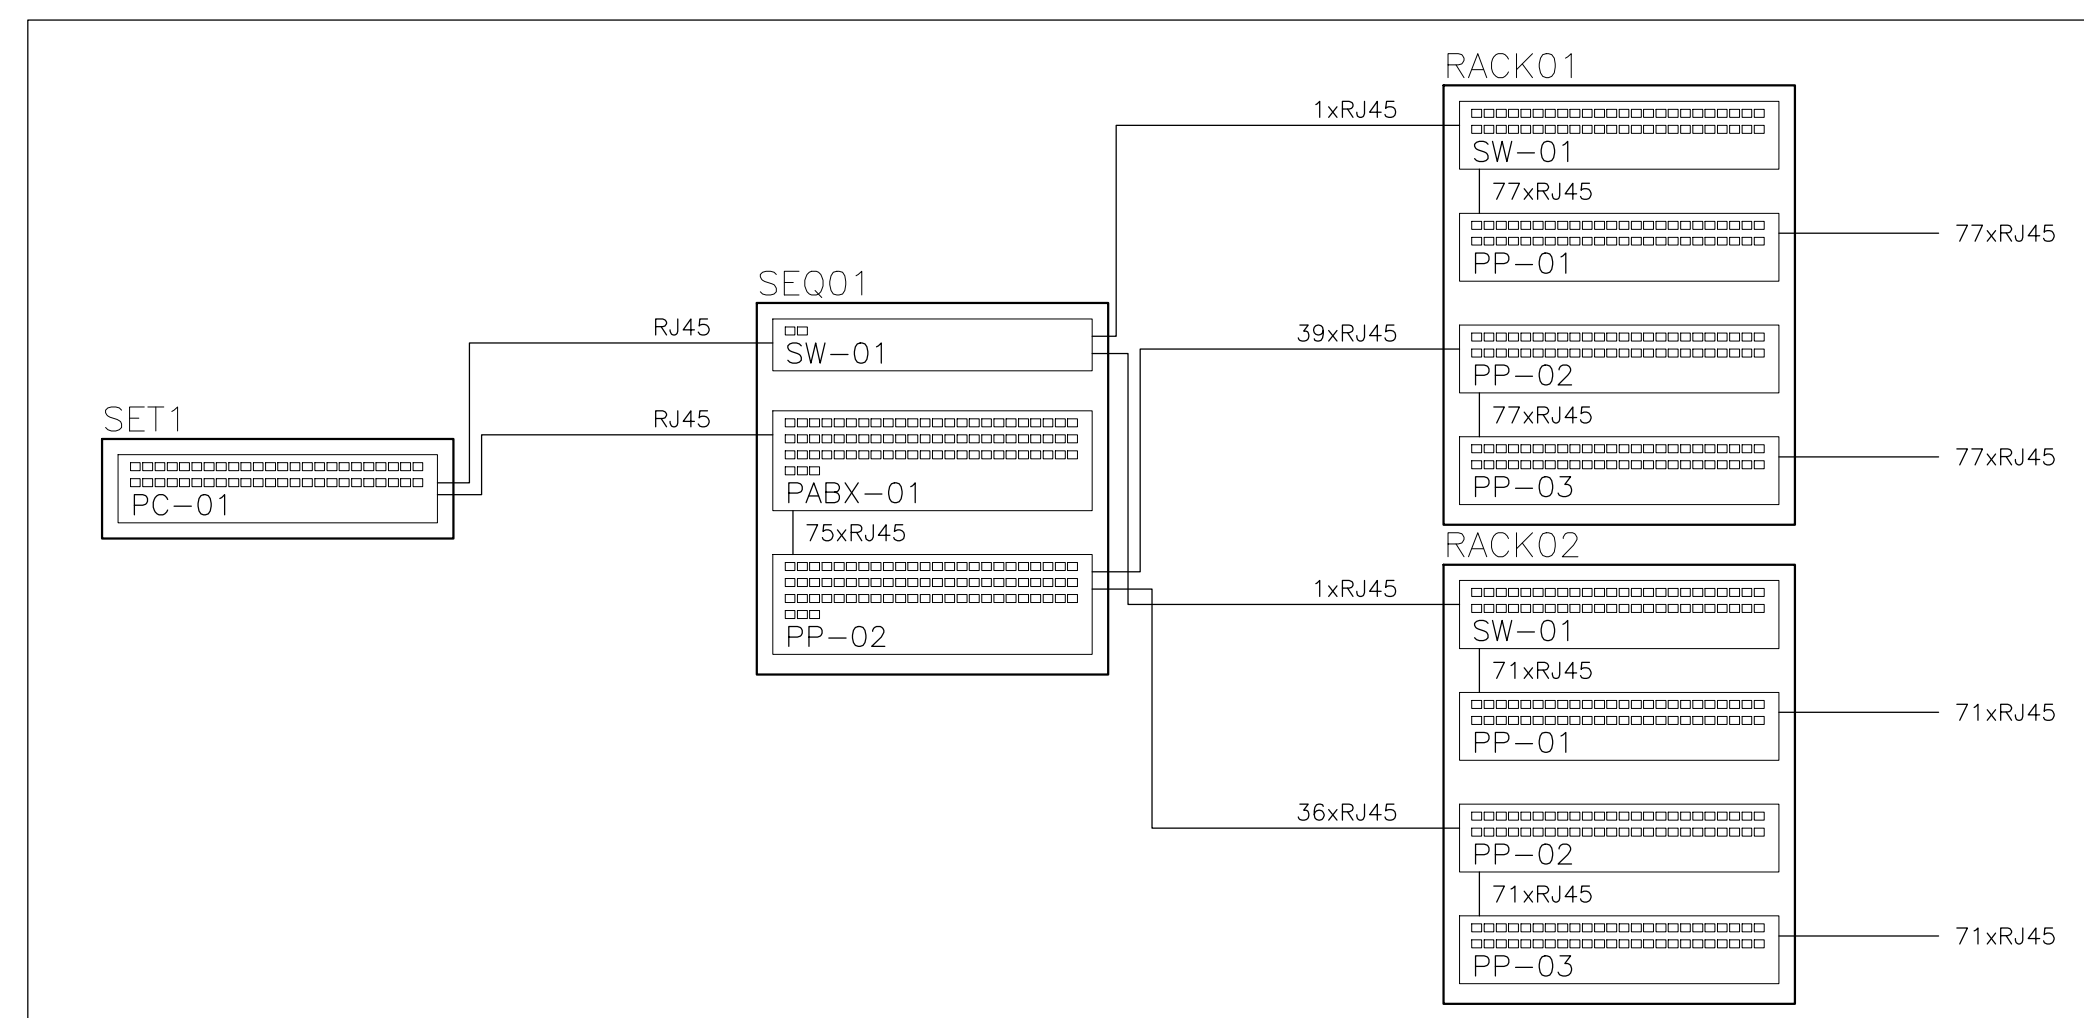 RACK01
1xRJ45
SW-01
77xRJ45
PP-01
77xRJ45
39xRJ45
PP-02
77xRJ45
PP-03
77xRJ45
SEQ01
RJ45
SW-01
RJ45
PABX-01
75xRJ45
PP-02
SET1
PC-01
RACK02
1xRJ45
SW-01
71xRJ45
PP-01
71xRJ45
36xRJ45
PP-02
71xRJ45
PP-03
71xRJ45